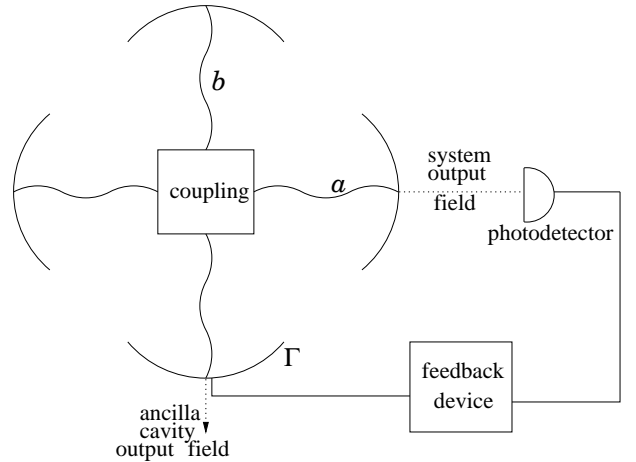 b
coupling
a
system
output
field
photodetector
Γ
feedback
device
ancilla
cavity
output field